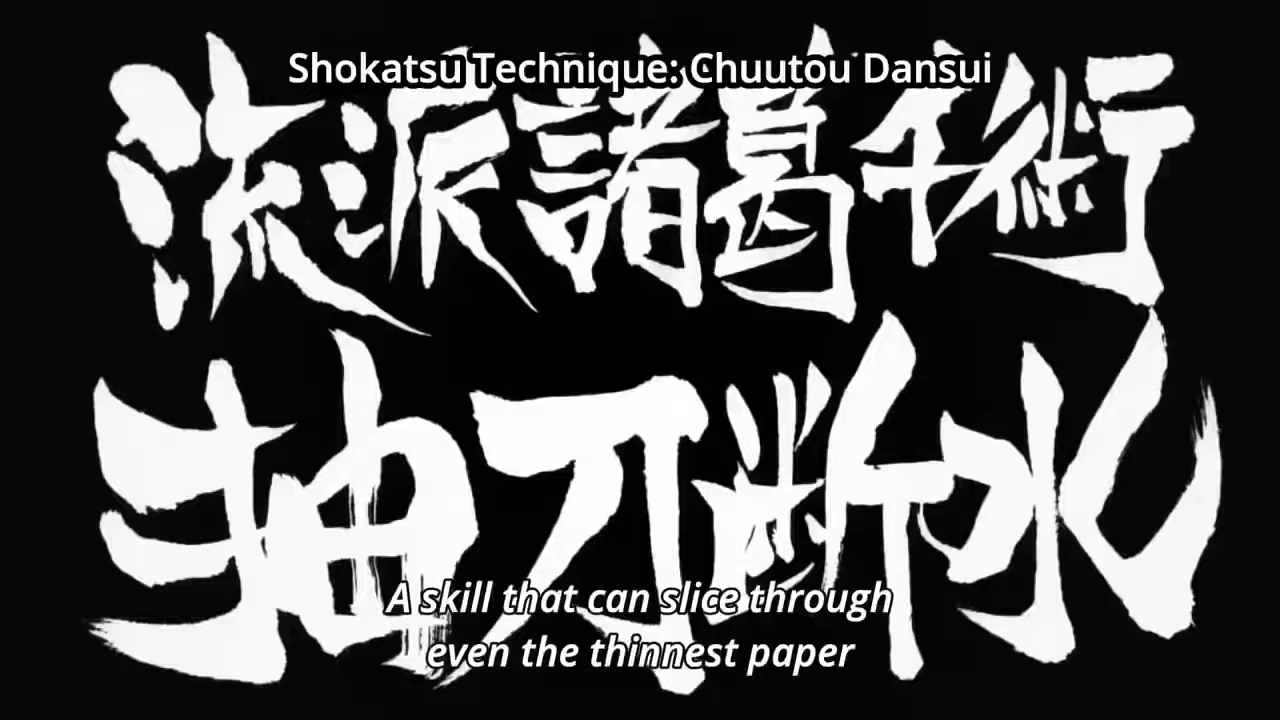 Shokatsu Technique: Chuutou Dansui
流派諸葛千術
抽刀断水
A skill that can slice through
even the thinnest paper